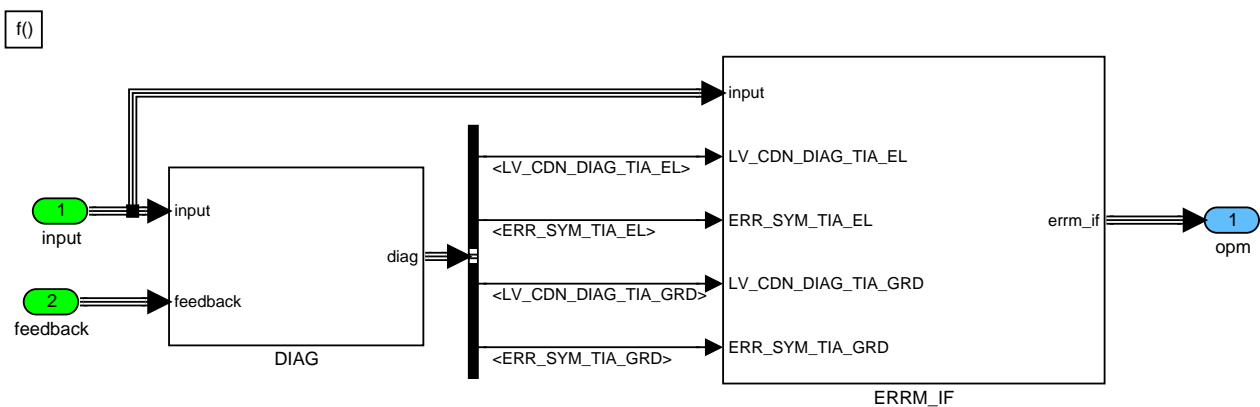 f()
input
<LV_CDN_DIAG_TIA_EL>
LV_CDN_DIAG_TIA_EL
1
input
input
<ERR_SYM_TIA_EL>
ERR_SYM_TIA_EL
errm_if
1
opm
diag
<LV_CDN_DIAG_TIA_GRD>
LV_CDN_DIAG_TIA_GRD
2
feedback
feedback
<ERR_SYM_TIA_GRD>
ERR_SYM_TIA_GRD
DIAG
ERRM_IF